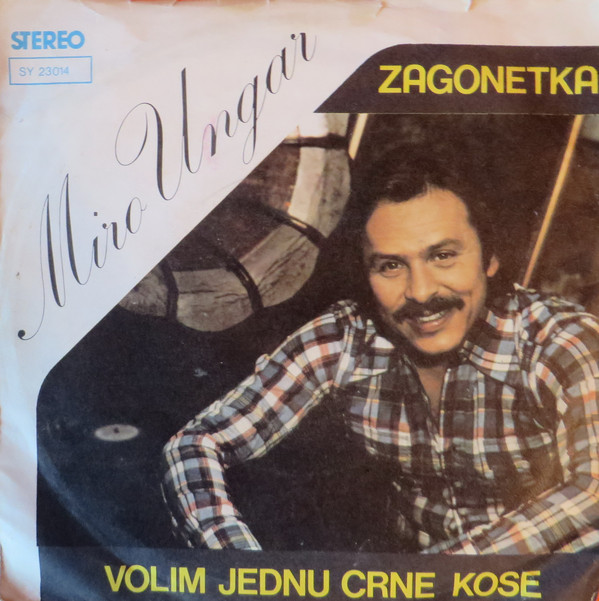 STEREO
SY 23014
Miro Ungar
ZAGONETKA
VOLIM JEDNU CRNE KOSE